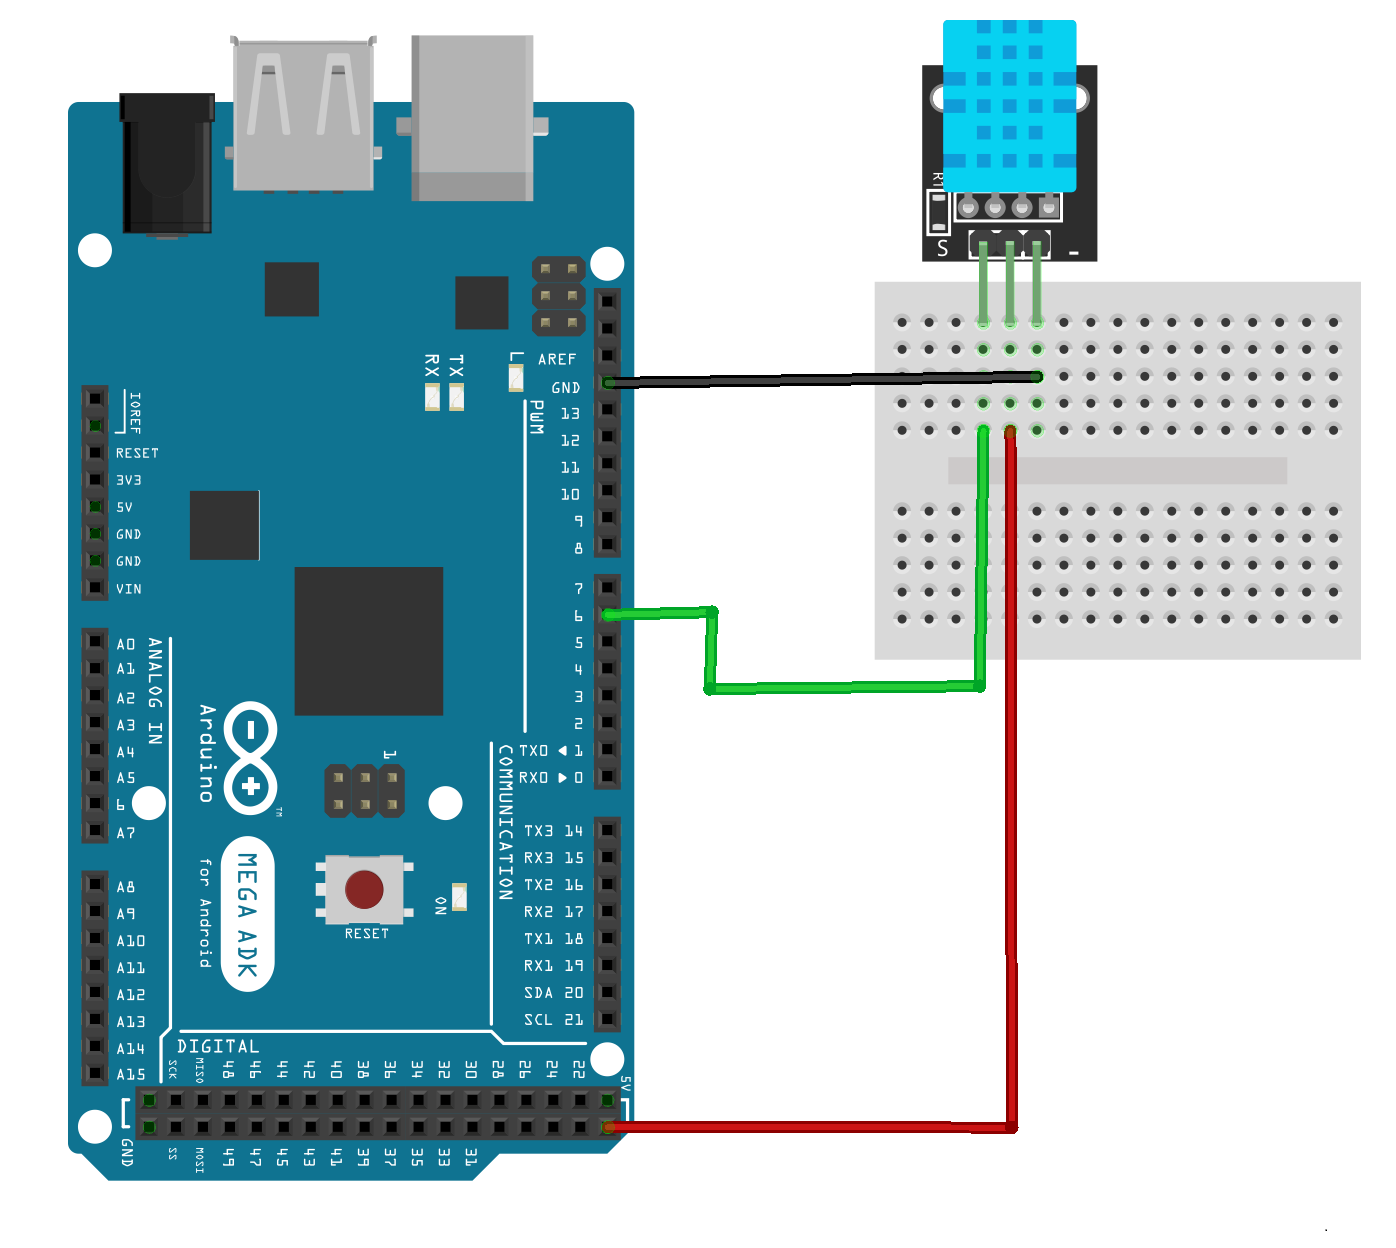 R1
S
-
L
AREF
GND
PWM
13
12
11
10
9
8
7
6
5
4
3
2
TX0 ◄ 1
RX0 ► 0
COMMUNICATION
TX3 14
RX3 15
TX2 16
RX2 17
TX1 18
RX1 19
SDA 20
SCL 21
RX
TX
IOREF
RESET
3V3
5V
GND
GND
VIN
ANALOG IN
A0
A1
A2
A3
A4
A5
6
A7
A8
A9
A10
A11
A12
A13
A14
A15
Arduino
TM
MEGA ADK
for Android
1
RESET
ON
DIGITAL
SCK MISO 48 46 44 42 40 38 36 34 32 30 28 26 24 22
5V
GND
SS MOSI 49 47 45 43 41 39 37 35 33 31